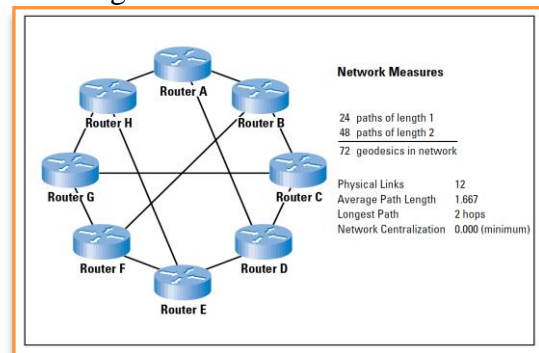 Network Measures
24 paths of length 1
48 paths of length 2
72 geodesics in network
Physical Links 12
Average Path Length 1.667
Longest Path 2 hops
Network Centralization 0.000 (minimum)
Router A
Router H
Router B
Router G
Router C
Router F
Router D
Router E